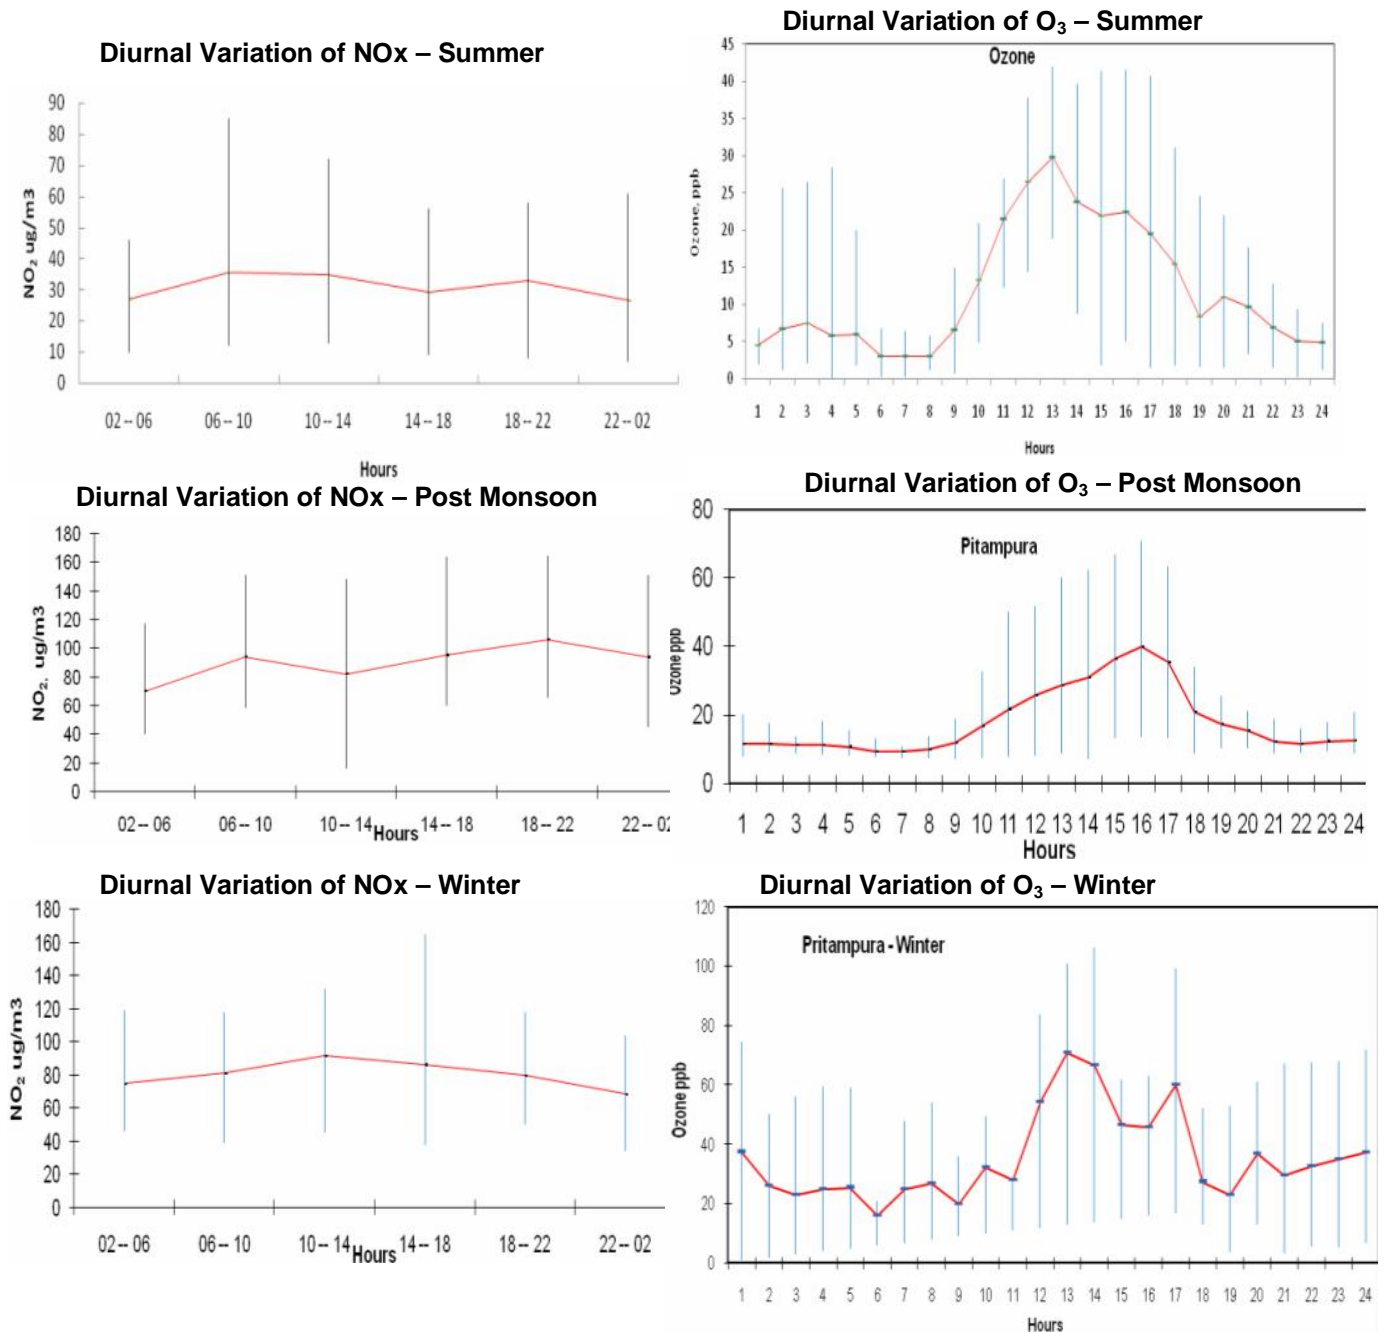 Diurnal Variation of NOx – Summer
90
80
70
60
50
40
30
20
10
0
NO₂ ug/m3
02 -- 06 06 -- 10 10 -- 14 14 -- 18 18 -- 22 22 -- 02
Hours
Diurnal Variation of O₃ – Summer
Ozone
45
40
35
30
25
20
15
10
5
0
Ozone, ppb
1 2 3 4 5 6 7 8 9 10 11 12 13 14 15 16 17 18 19 20 21 22 23 24
Hours
Diurnal Variation of NOx – Post Monsoon
180
160
140
120
100
80
60
40
20
0
NO₂, ug/m3
02 -- 06 06 -- 10 10 -- 14 14 -- 18 18 -- 22 22 -- 02
Hours
Diurnal Variation of O₃ – Post Monsoon
Pitampura
80
60
40
20
0
Ozone ppb
1 2 3 4 5 6 7 8 9 10 11 12 13 14 15 16 17 18 19 20 21 22 23 24
Hours
Diurnal Variation of NOx – Winter
180
160
140
120
100
80
60
40
20
0
NO₂ ug/m3
02 -- 06 06 -- 10 10 -- 14 14 -- 18 18 -- 22 22 -- 02
Hours
Diurnal Variation of O₃ – Winter
Pritampura - Winter
120
100
80
60
40
20
0
Ozone ppb
1 2 3 4 5 6 7 8 9 10 11 12 13 14 15 16 17 18 19 20 21 22 23 24
Hours